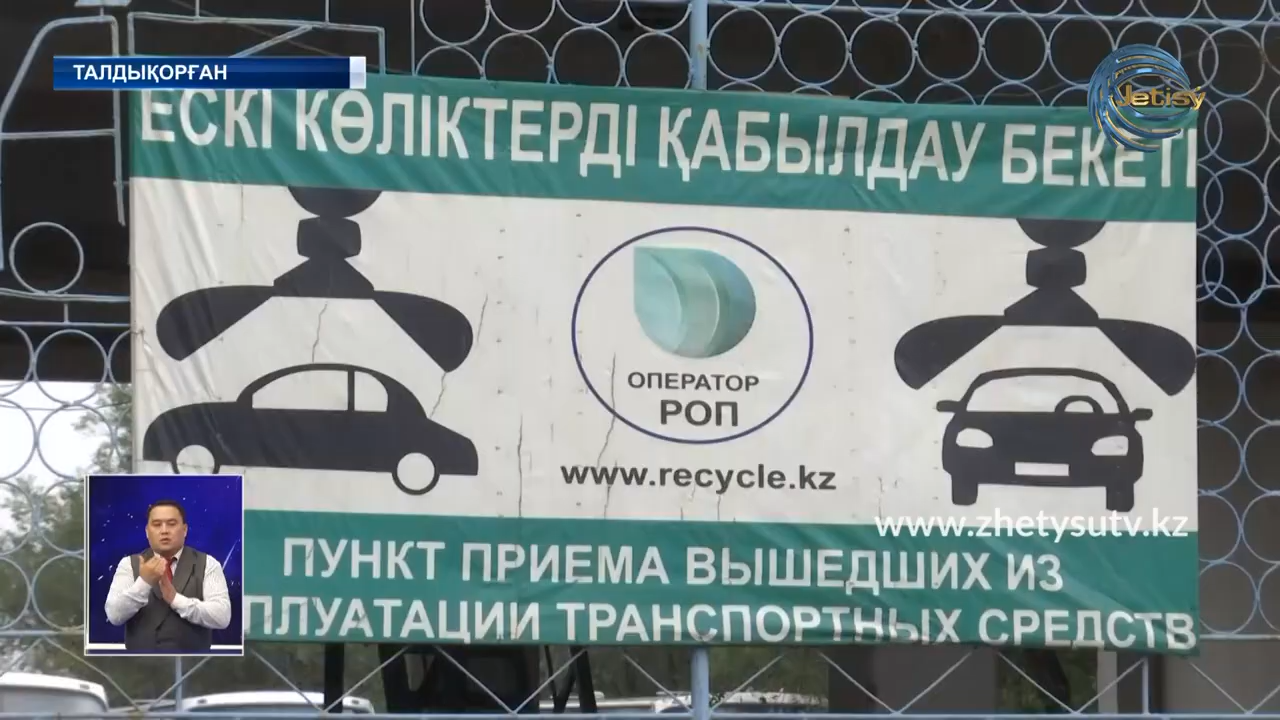 ТАЛДЫҚОРҒАН
Jetisý
ЕСКІ КӨЛІКТЕРДІ ҚАБЫЛДАУ БЕКЕТІ
ОПЕРАТОР
РОП
www.recycle.kz
www.zhetysutv.kz
ПУНКТ ПРИЕМА ВЫШЕДШИХ ИЗ
ПЛУАТАЦИИ ТРАНСПОРТНЫХ СРЕДСТВ